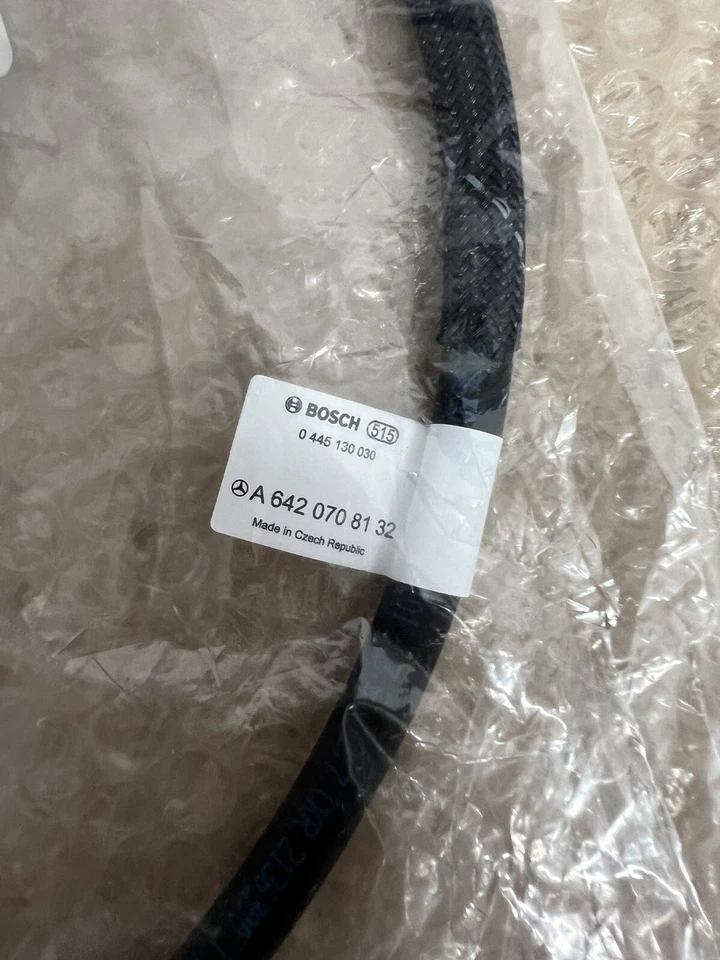 BOSCH 515
0 445 130 030
A 642 070 81 32
Made in Czech Republic